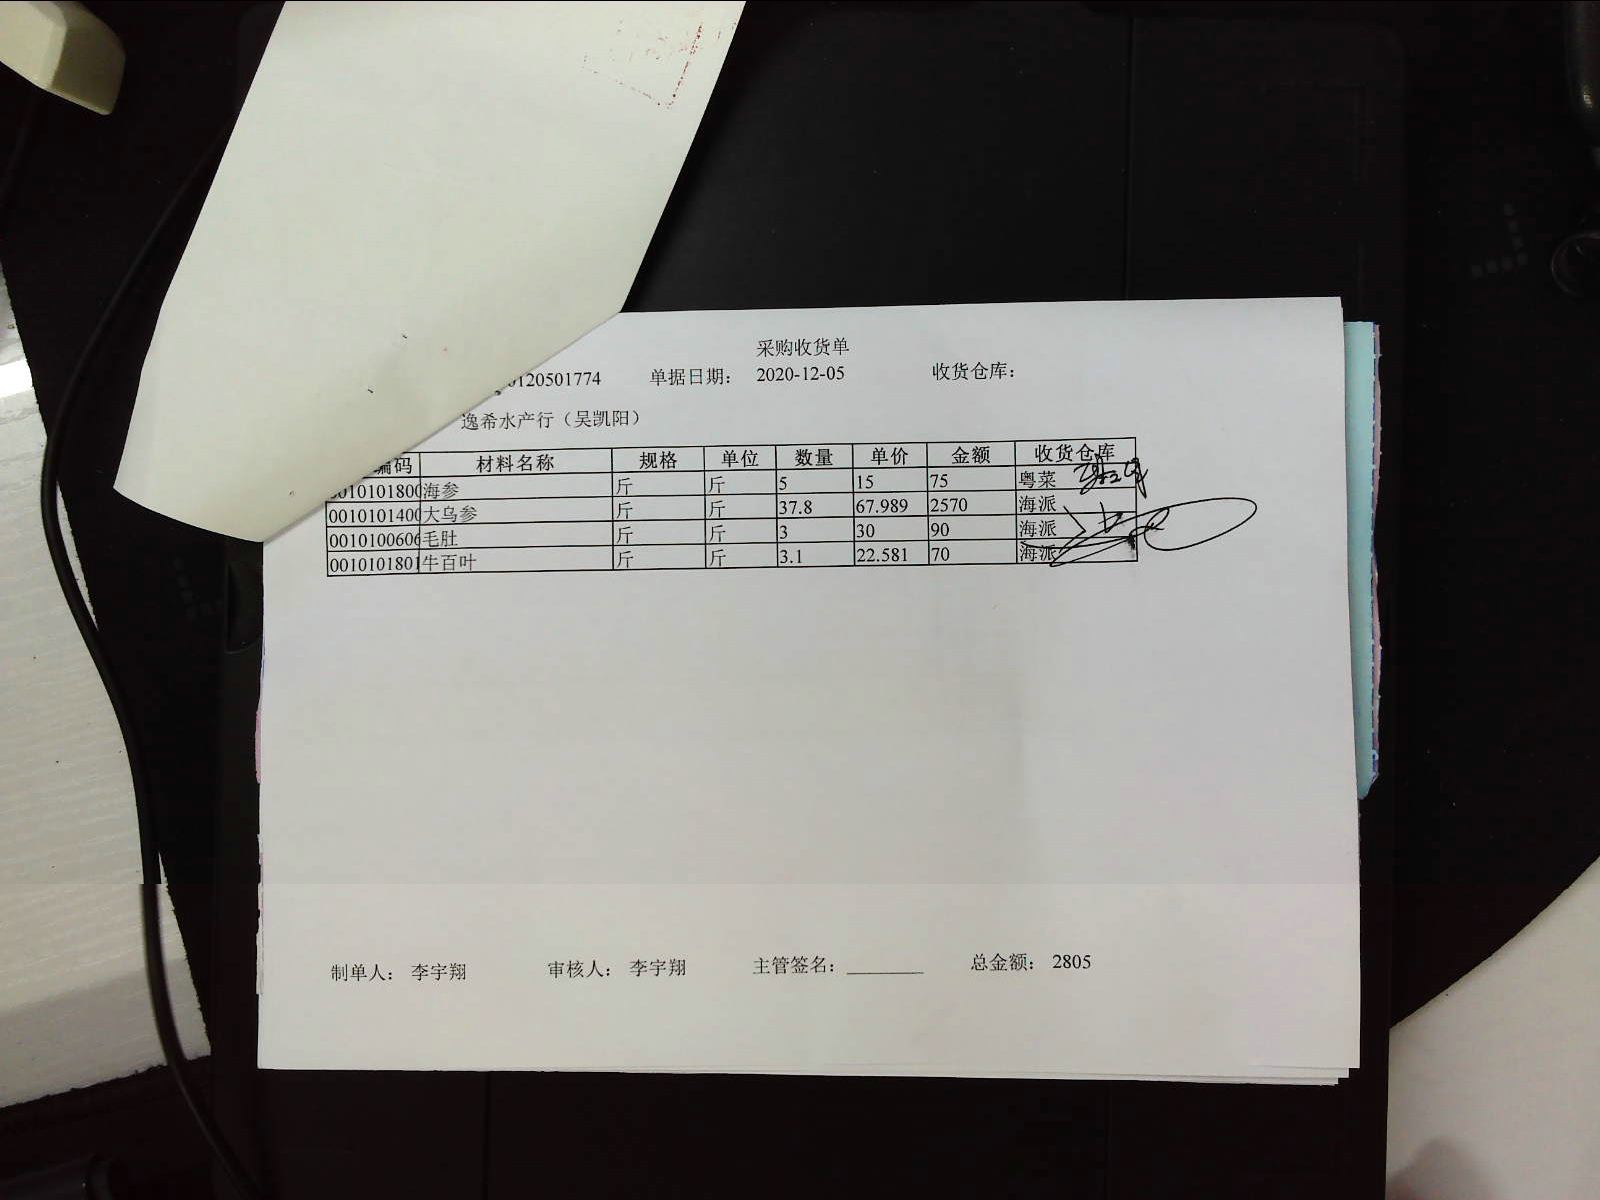 采购收货单
0120501774 单据日期： 2020-12-05 收货仓库：
逸希水产行（吴凯阳）
编码 材料名称 规格 单位 数量 单价 金额 收货仓库
0010101800 海参 斤 斤 5 15 75 粤菜
0010101400 大乌参 斤 斤 37.8 67.989 2570 海派
0010100606 毛肚 斤 斤 3 30 90 海派
0010101801 牛百叶 斤 斤 3.1 22.581 70 海派
制单人： 李宇翔 审核人： 李宇翔 主管签名：________ 总金额： 2805